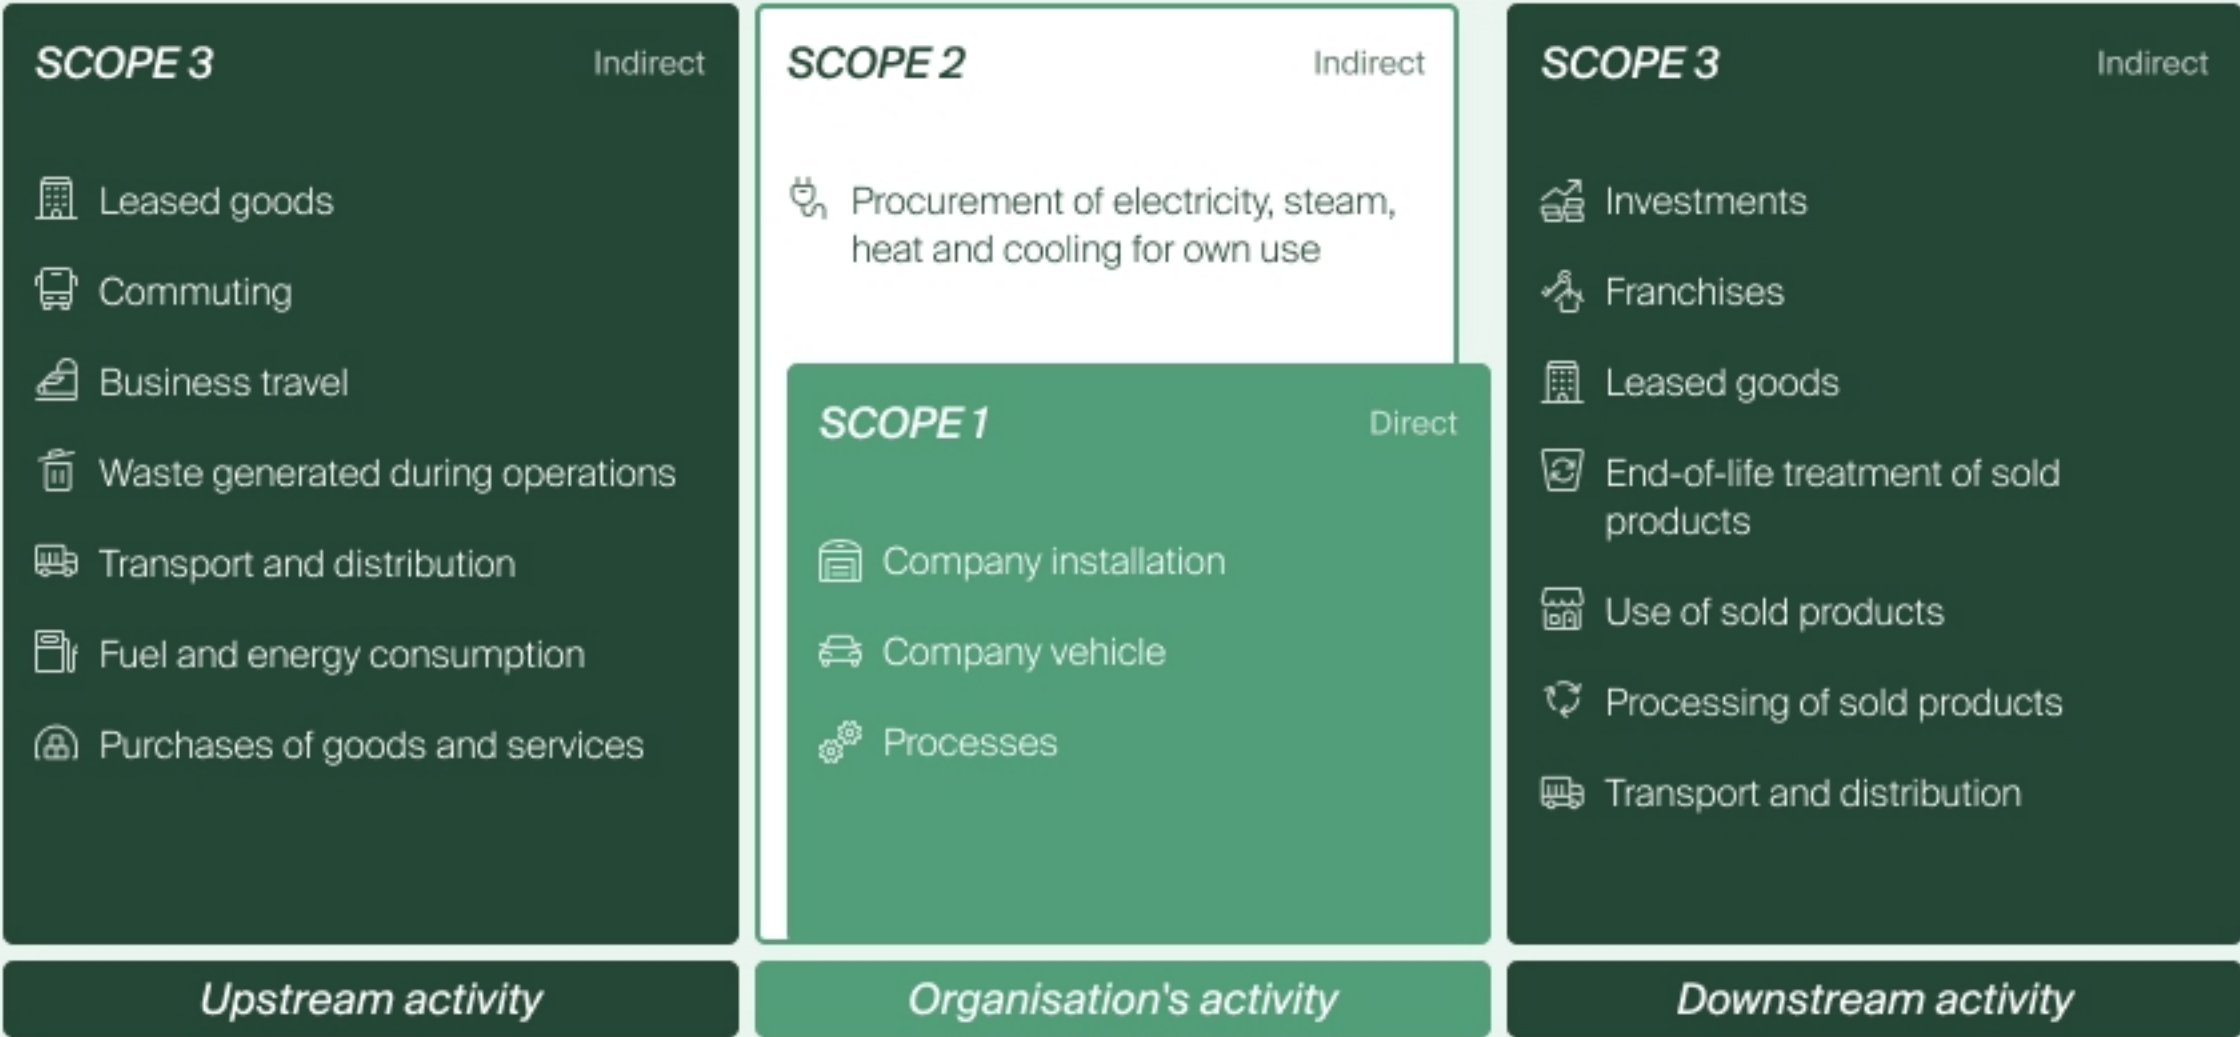 SCOPE 3
Indirect
Leased goods
Commuting
Business travel
Waste generated during operations
Transport and distribution
Fuel and energy consumption
Purchases of goods and services
Upstream activity
SCOPE 2
Indirect
Procurement of electricity, steam,
heat and cooling for own use
SCOPE 1
Direct
Company installation
Company vehicle
Processes
Organisation's activity
SCOPE 3
Indirect
Investments
Franchises
Leased goods
End-of-life treatment of sold
products
Use of sold products
Processing of sold products
Transport and distribution
Downstream activity